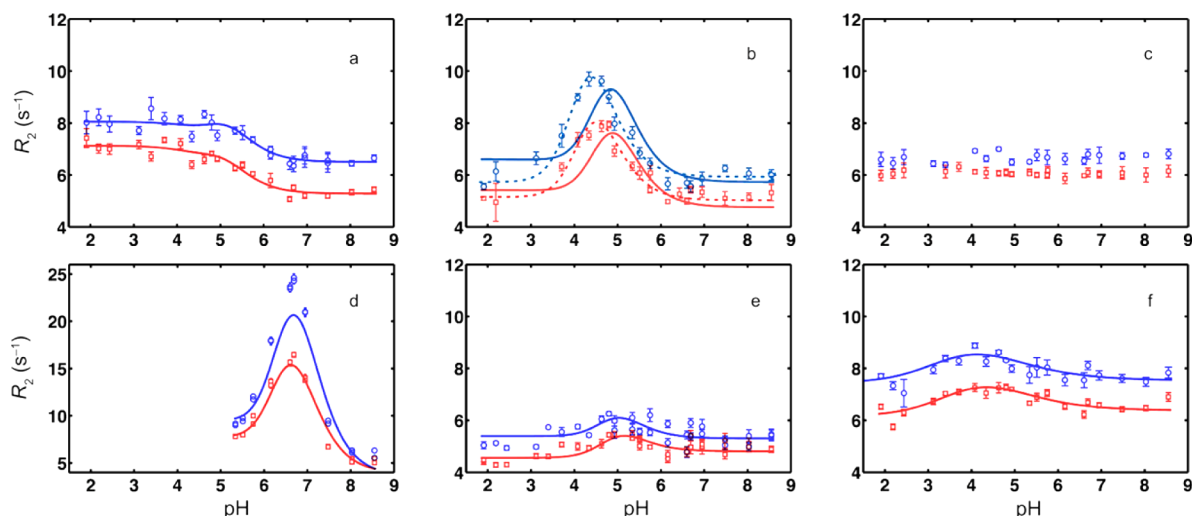 12 12 12
a b c
10 10 10
R₂ (s⁻¹) 8 8 8
6 6 6
4 4 4
2 3 4 5 6 7 8 9 2 3 4 5 6 7 8 9 2 3 4 5 6 7 8 9
12 12
25 d e f
10 10
20
R₂ (s⁻¹) 15 8 8
10 6 6
5 4 4
2 3 4 5 6 7 8 9 2 3 4 5 6 7 8 9 2 3 4 5 6 7 8 9
pH pH pH